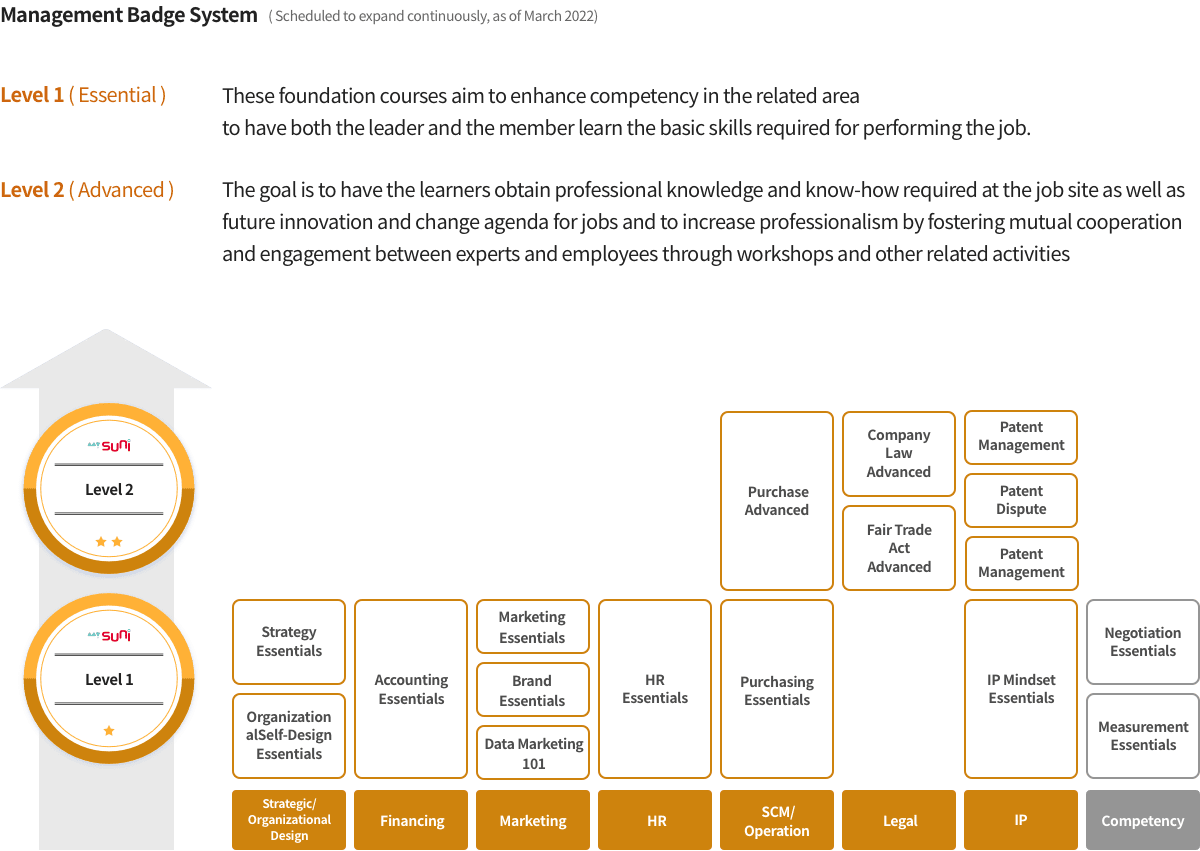 Management Badge System ( Scheduled to expand continuously, as of March 2022)
Level 1 ( Essential )
These foundation courses aim to enhance competency in the related area
to have both the leader and the member learn the basic skills required for performing the job.
Level 2 ( Advanced )
The goal is to have the learners obtain professional knowledge and know-how required at the job site as well as
future innovation and change agenda for jobs and to increase professionalism by fostering mutual cooperation
and engagement between experts and employees through workshops and other related activities
suni
Level 2
suni
Level 1
Purchase
Advanced
Company
Law
Advanced
Fair Trade
Act
Advanced
Patent
Management
Patent
Dispute
Patent
Management
Strategy
Essentials
Organization
alSelf-Design
Essentials
Accounting
Essentials
Marketing
Essentials
Brand
Essentials
Data Marketing
101
HR
Essentials
Purchasing
Essentials
IP Mindset
Essentials
Negotiation
Essentials
Measurement
Essentials
Strategic/
Organizational
Design
Financing
Marketing
HR
SCM/
Operation
Legal
IP
Competency